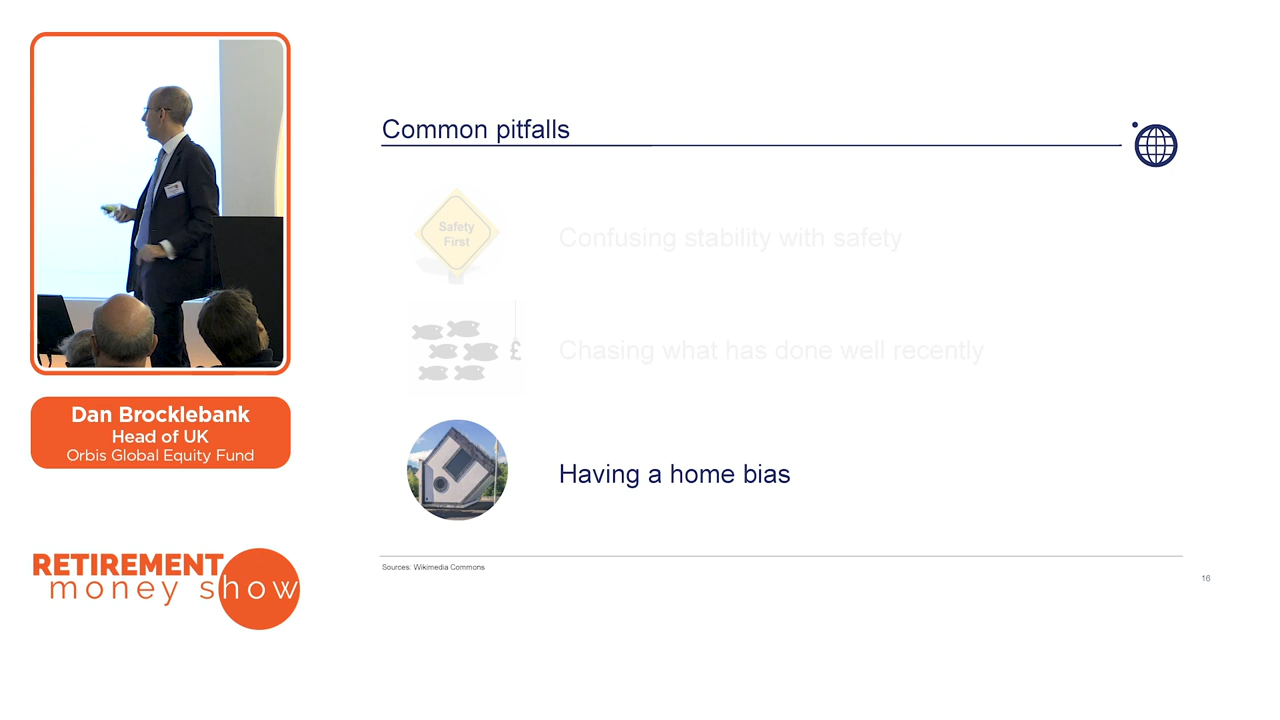 Common pitfalls
Safety
First
Confusing stability with safety
£
Chasing what has done well recently
Having a home bias
Sources: Wikimedia Commons
16
Dan Brocklebank
Head of UK
Orbis Global Equity Fund
RETIREMENT
money show